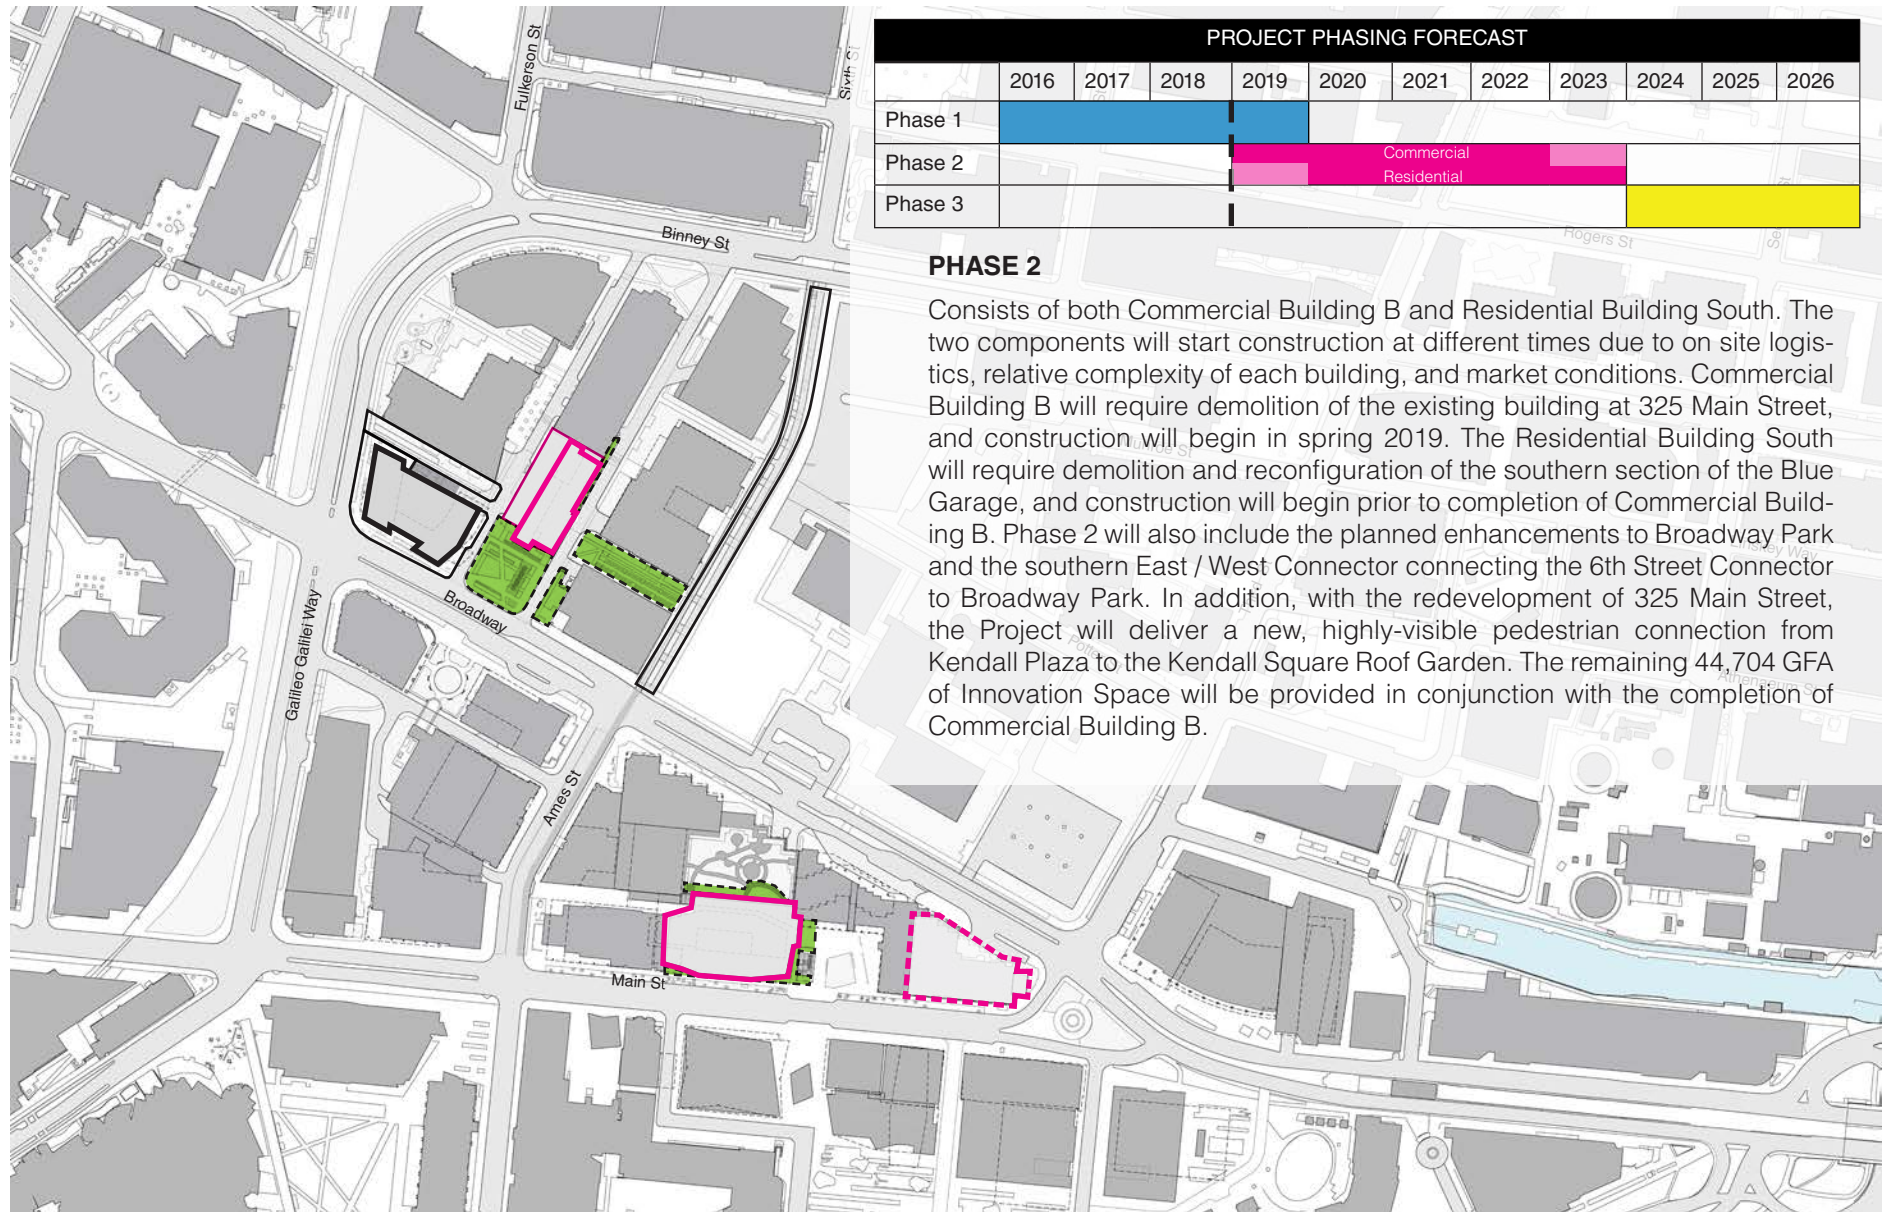 PROJECT PHASING FORECAST
2016 2017 2018 2019 2020 2021 2022 2023 2024 2025 2026
Phase 1
Phase 2
Commercial
Residential
Phase 3
PHASE 2
Consists of both Commercial Building B and Residential Building South. The
two components will start construction at different times due to on site logis-
tics, relative complexity of each building, and market conditions. Commercial
Building B will require demolition of the existing building at 325 Main Street,
and construction will begin in spring 2019. The Residential Building South
will require demolition and reconfiguration of the southern section of the Blue
Garage, and construction will begin prior to completion of Commercial Build-
ing B. Phase 2 will also include the planned enhancements to Broadway Park
and the southern East / West Connector connecting the 6th Street Connector
to Broadway Park. In addition, with the redevelopment of 325 Main Street,
the Project will deliver a new, highly-visible pedestrian connection from
Kendall Plaza to the Kendall Square Roof Garden. The remaining 44,704 GFA
of Innovation Space will be provided in conjunction with the completion of
Commercial Building B.
Fulkerson St
Sixth St
Binney St
Rogers St
Broadway
Galileo Galilei Way
Ames St
Main St
Athenaeum St